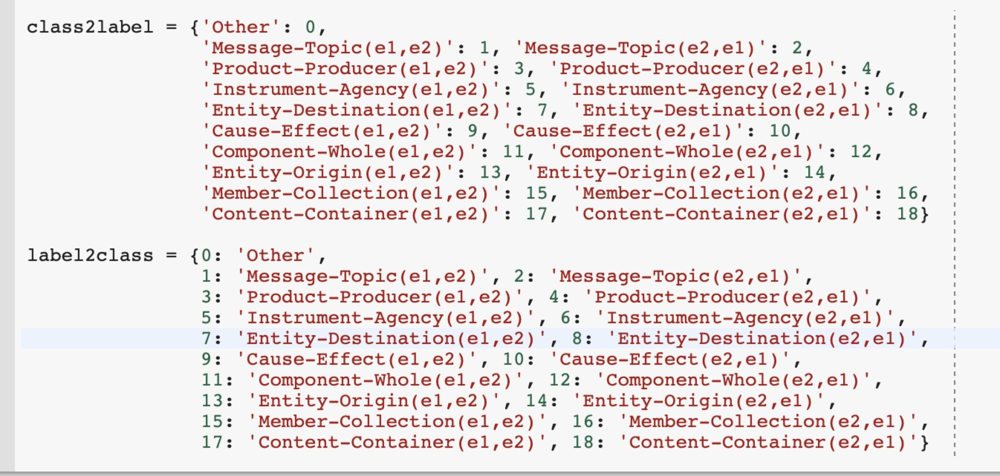 class2label = {'Other': 0,
'Message-Topic(e1,e2)': 1, 'Message-Topic(e2,e1)': 2,
'Product-Producer(e1,e2)': 3, 'Product-Producer(e2,e1)': 4,
'Instrument-Agency(e1,e2)': 5, 'Instrument-Agency(e2,e1)': 6,
'Entity-Destination(e1,e2)': 7, 'Entity-Destination(e2,e1)': 8,
'Cause-Effect(e1,e2)': 9, 'Cause-Effect(e2,e1)': 10,
'Component-Whole(e1,e2)': 11, 'Component-Whole(e2,e1)': 12,
'Entity-Origin(e1,e2)': 13, 'Entity-Origin(e2,e1)': 14,
'Member-Collection(e1,e2)': 15, 'Member-Collection(e2,e1)': 16,
'Content-Container(e1,e2)': 17, 'Content-Container(e2,e1)': 18}
label2class = {0: 'Other',
1: 'Message-Topic(e1,e2)', 2: 'Message-Topic(e2,e1)',
3: 'Product-Producer(e1,e2)', 4: 'Product-Producer(e2,e1)',
5: 'Instrument-Agency(e1,e2)', 6: 'Instrument-Agency(e2,e1)',
7: 'Entity-Destination(e1,e2)', 8: 'Entity-Destination(e2,e1)',
9: 'Cause-Effect(e1,e2)', 10: 'Cause-Effect(e2,e1)',
11: 'Component-Whole(e1,e2)', 12: 'Component-Whole(e2,e1)',
13: 'Entity-Origin(e1,e2)', 14: 'Entity-Origin(e2,e1)',
15: 'Member-Collection(e1,e2)', 16: 'Member-Collection(e2,e1)',
17: 'Content-Container(e1,e2)', 18: 'Content-Container(e2,e1)'}